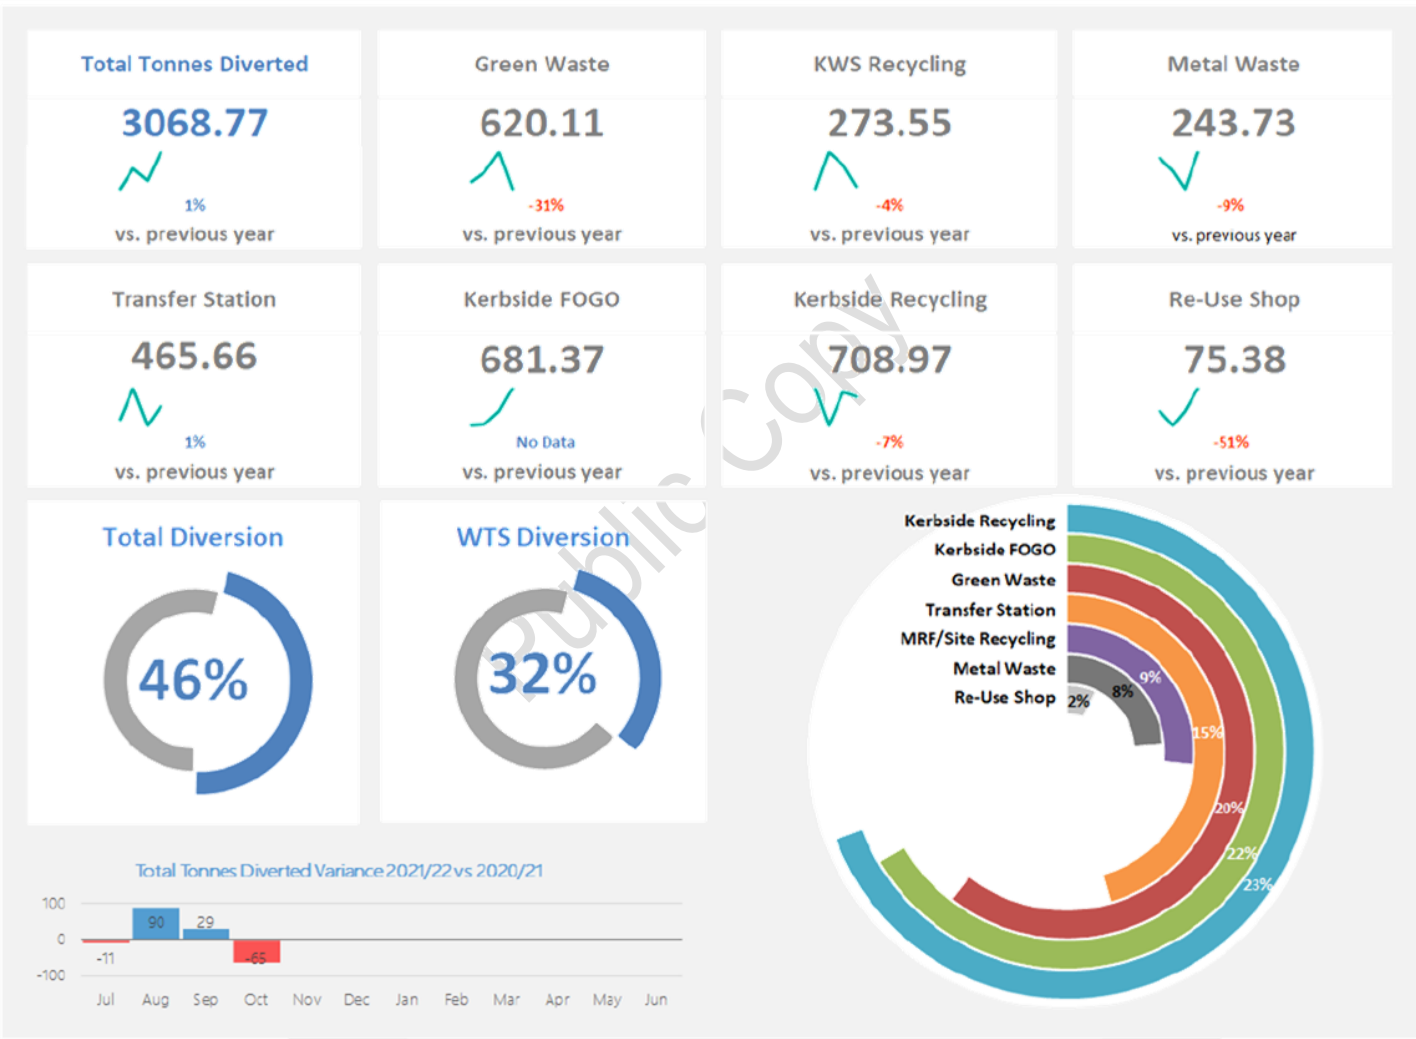 Total Tonnes Diverted
3068.77
1%
vs. previous year
Green Waste
620.11
-31%
vs. previous year
KWS Recycling
273.55
-4%
vs. previous year
Metal Waste
243.73
-9%
vs. previous year
Transfer Station
465.66
1%
vs. previous year
Kerbside FOGO
681.37
No Data
vs. previous year
Kerbside Recycling
708.97
-7%
vs. previous year
Re-Use Shop
75.38
-51%
vs. previous year
Public Copy
Total Diversion
46%
WTS Diversion
32%
Kerbside Recycling
Kerbside FOGO
Green Waste
Transfer Station
MRF/Site Recycling
Metal Waste
Re-Use Shop
2%
8%
9%
15%
20%
22%
23%
Total Tonnes Diverted Variance 2021/22 vs 2020/21
100
0
-100
-11
90
29
-65
Jul Aug Sep Oct Nov Dec Jan Feb Mar Apr May Jun